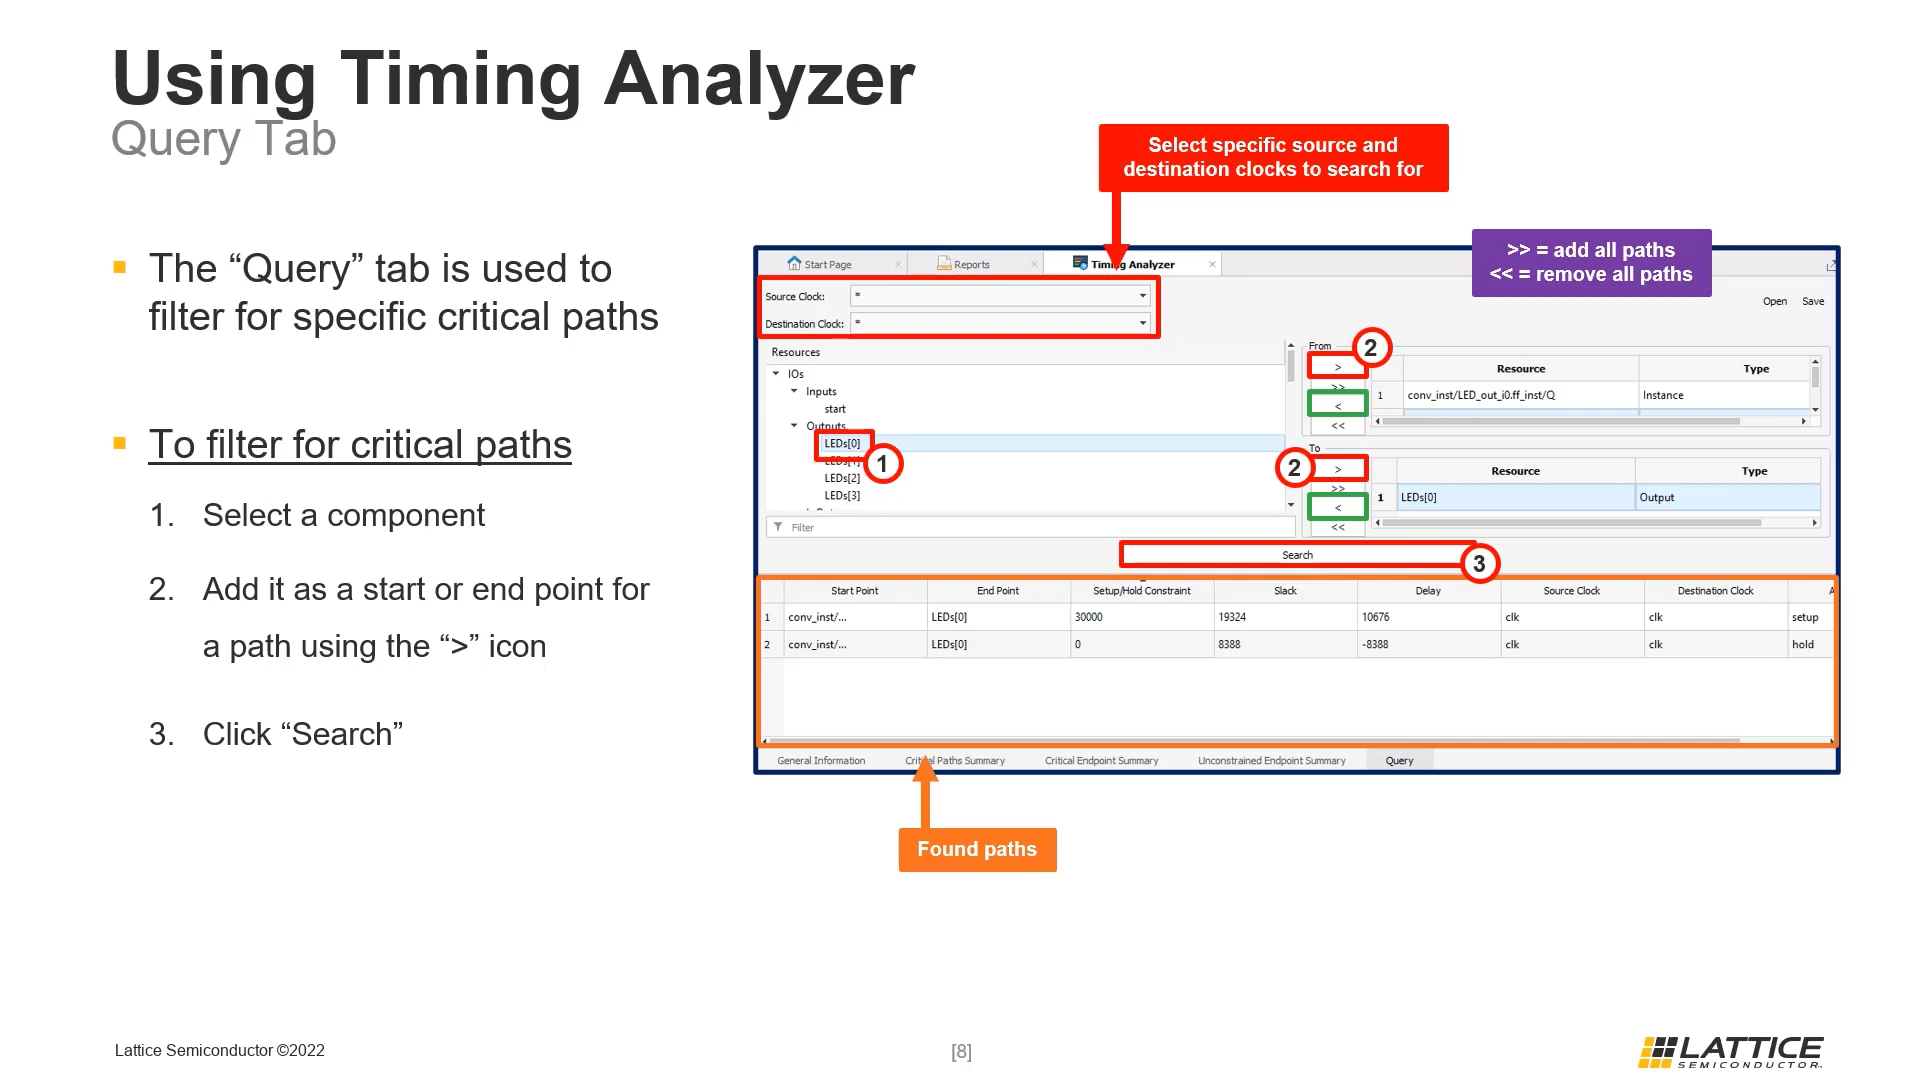 Using Timing Analyzer
Query Tab
Select specific source and
destination clocks to search for
▪ The “Query” tab is used to
filter for specific critical paths
▪ To filter for critical paths
1. Select a component
2. Add it as a start or end point for
a path using the “>” icon
3. Click “Search”
>> = add all paths
<< = remove all paths
Start Page
Reports
Timing Analyzer
Source Clock: *
Destination Clock: *
Open Save
Resources
IOs
Inputs
start
Outputs
LEDs[0]
1
LEDs[1]
LEDs[2]
LEDs[3]
Filter
From
2
>
>>
<
<<
Resource Type
1 conv_inst/LED_out_i0.ff_inst/Q Instance
To
2
>
>>
<
<<
Resource Type
1 LEDs[0] Output
Search
3
Start Point End Point Setup/Hold Constraint Slack Delay Source Clock Destination Clock
1 conv_inst/... LEDs[0] 30000 19324 10676 clk clk setup
2 conv_inst/... LEDs[0] 0 8388 -8388 clk clk hold
General Information Critical Paths Summary Critical Endpoint Summary Unconstrained Endpoint Summary Query
Found paths
Lattice Semiconductor ©2022
[8]
LATTICE
SEMICONDUCTOR